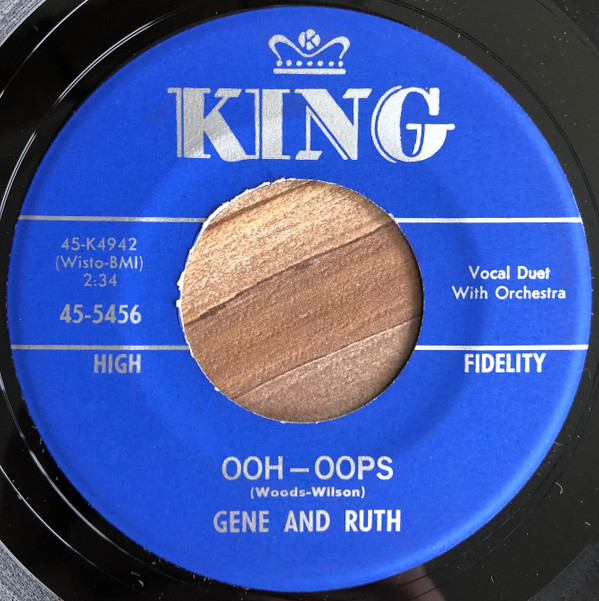 K
KING
45-K4942
(Wisto-BMI)
2:34
45-5456
Vocal Duet
With Orchestra
HIGH FIDELITY
OOH—OOPS
(Woods-Wilson)
GENE AND RUTH